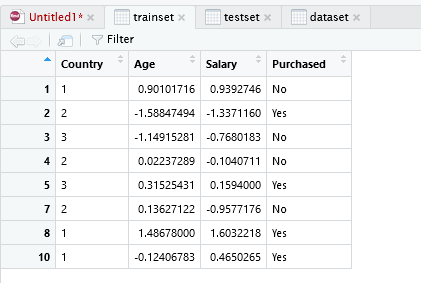 Untitled1* trainset testset dataset
Filter
Country Age Salary Purchased
1 1 0.90101716 0.9392746 No
2 2 -1.58847494 -1.3371160 Yes
3 3 -1.14915281 -0.7680183 No
4 2 0.02237289 -0.1040711 No
5 3 0.31525431 0.1594000 Yes
7 2 0.13627122 -0.9577176 No
8 1 1.48678000 1.6032218 Yes
10 1 -0.12406783 0.4650265 Yes